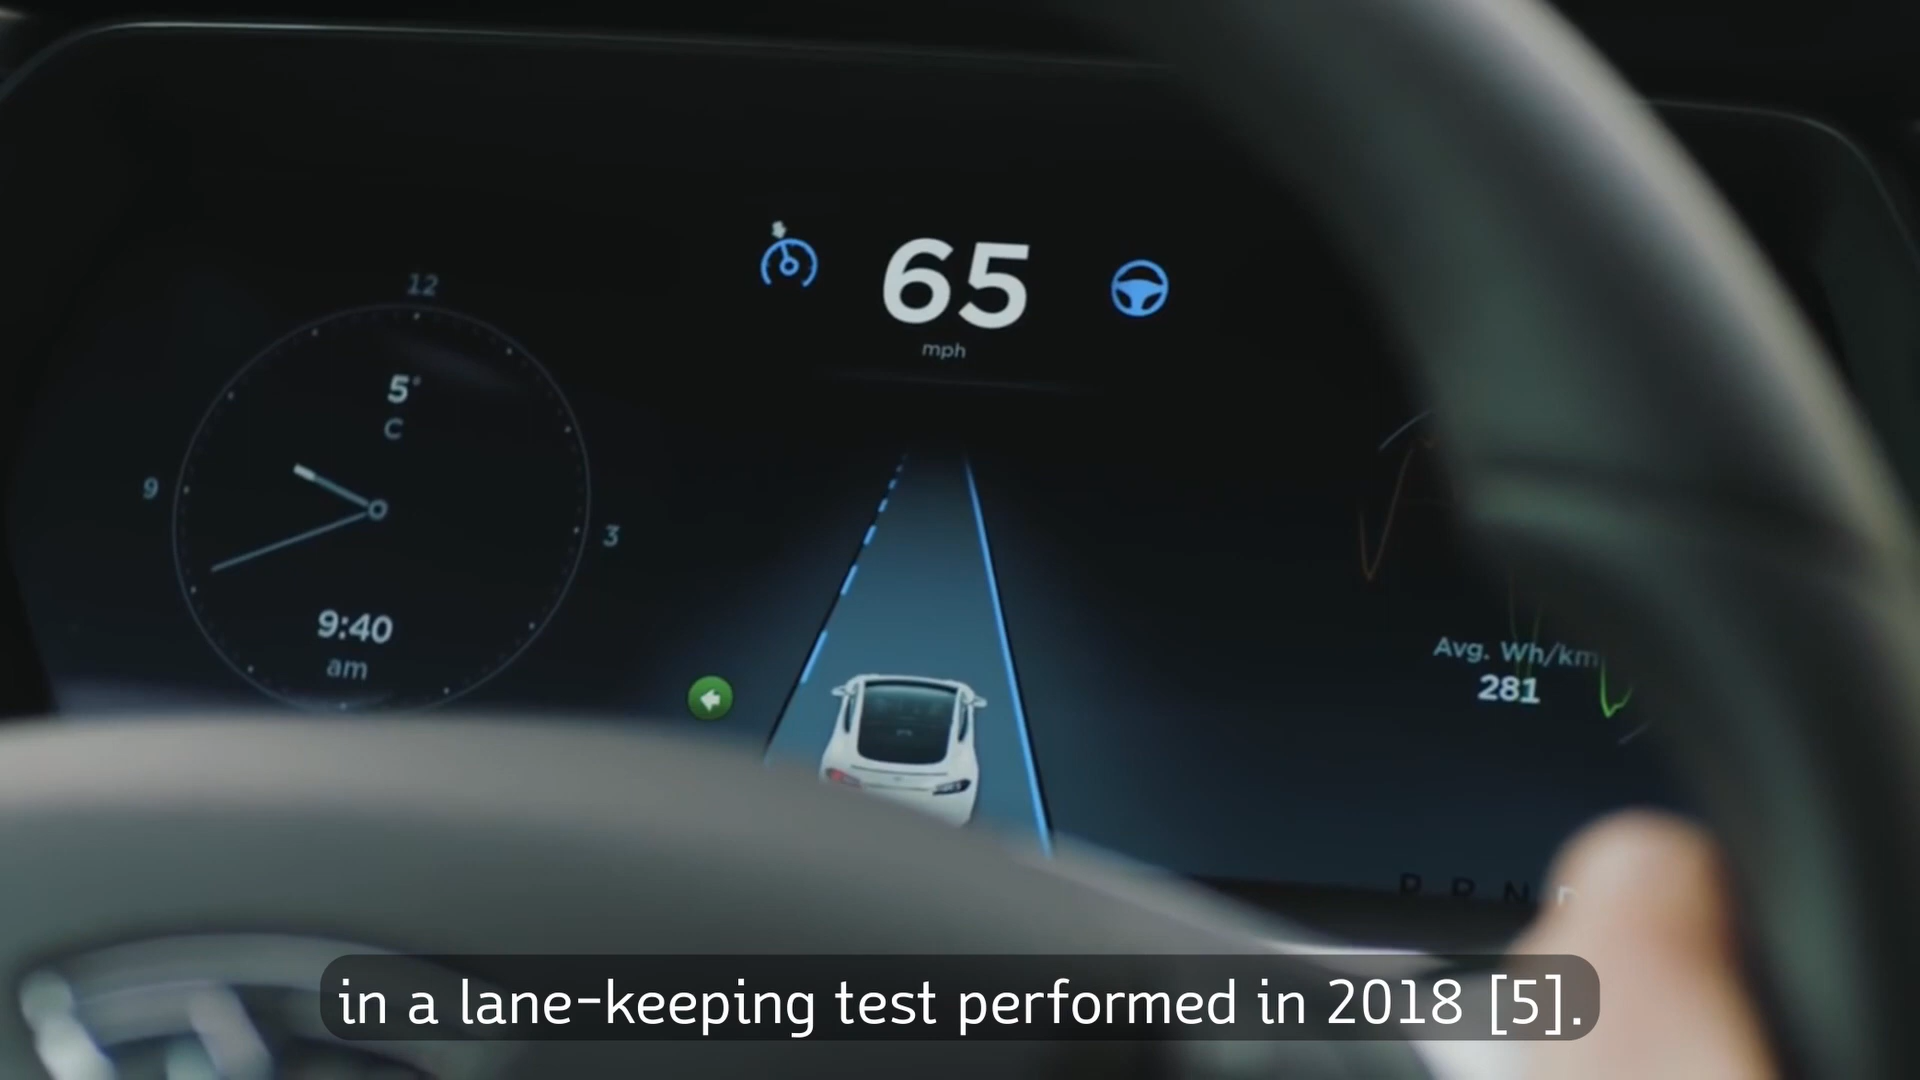 65
mph
12
5°
C
9
3
9:40
am
Avg. Wh/km
281
P R N D
in a lane-keeping test performed in 2018 [5].